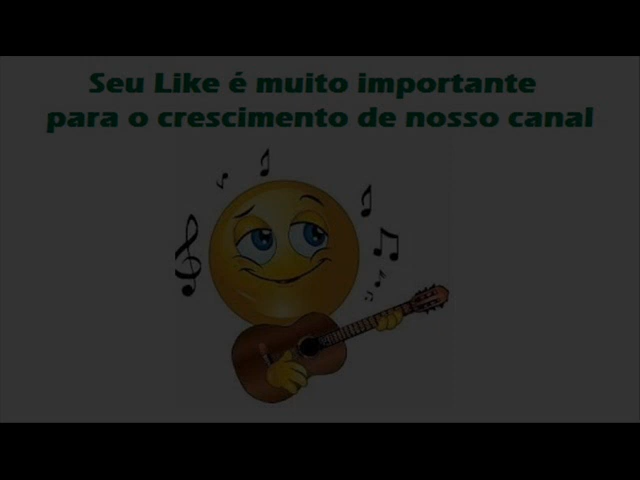 Seu Like é muito importante
para o crescimento de nosso canal